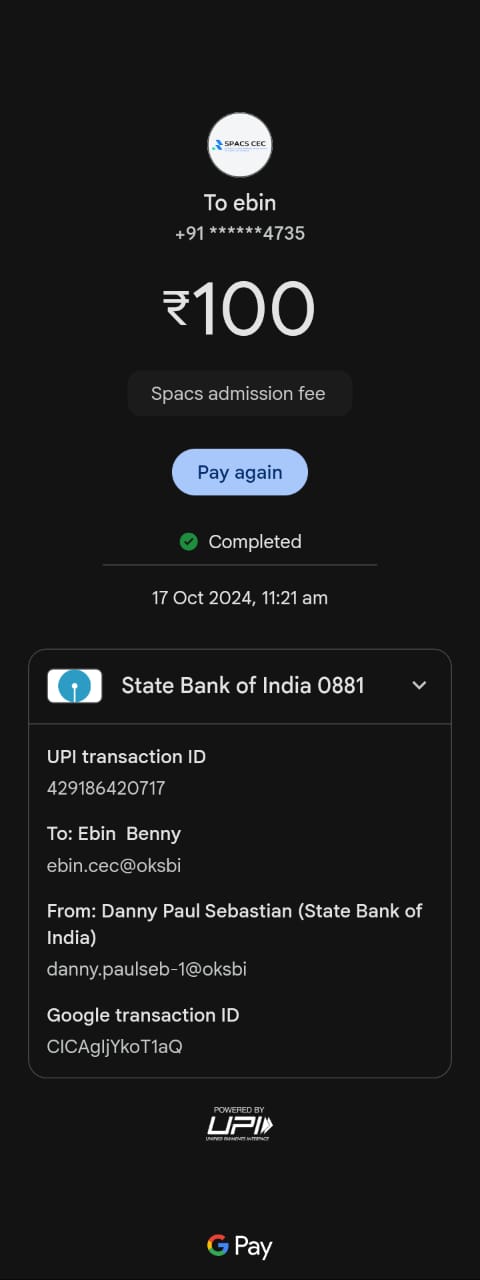 SPACS CEC
To ebin
+91 ******4735
₹100
Spacs admission fee
Pay again
Completed
17 Oct 2024, 11:21 am
State Bank of India 0881
UPI transaction ID
429186420717
To: Ebin  Benny
ebin.cec@oksbi
From: Danny Paul Sebastian (State Bank of
India)
danny.paulseb-1@oksbi
Google transaction ID
CICAgIjYkoT1aQ
POWERED BY
UPI
UNIFIED PAYMENTS INTERFACE
G Pay